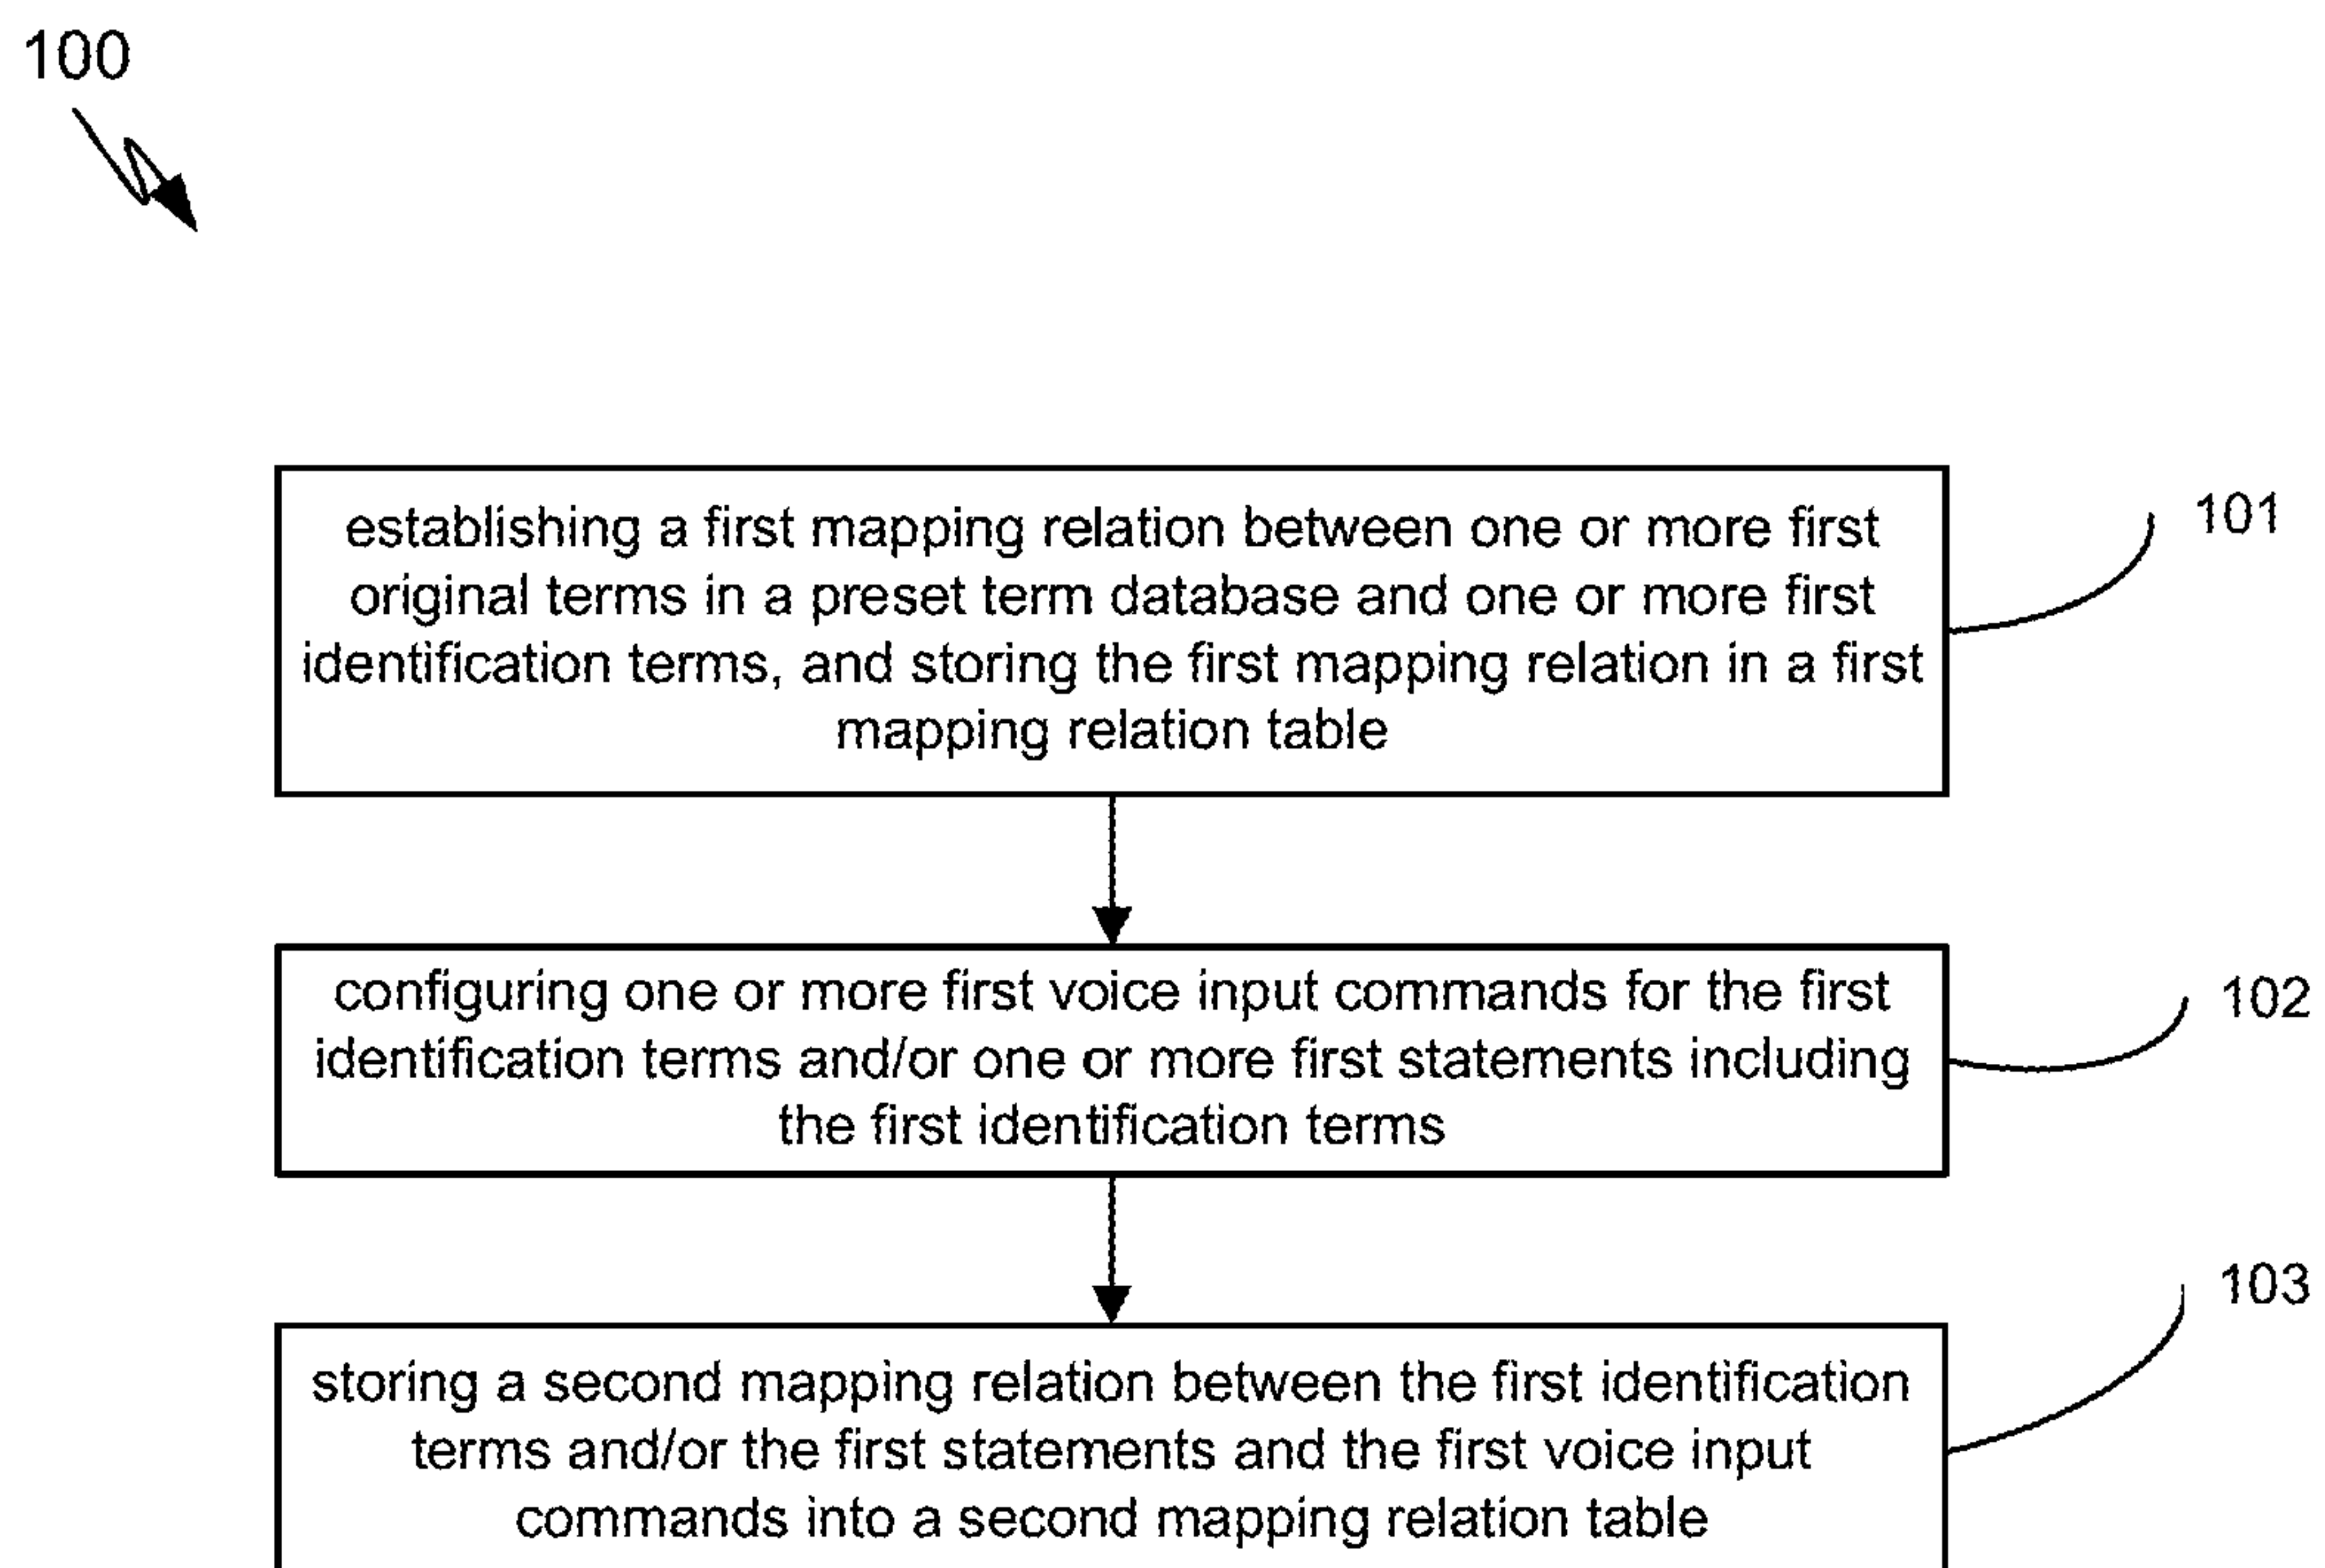 100
establishing a first mapping relation between one or more first
original terms in a preset term database and one or more first
identification terms, and storing the first mapping relation in a first
mapping relation table
101
configuring one or more first voice input commands for the first
identification terms and/or one or more first statements including
the first identification terms
102
storing a second mapping relation between the first identification
terms and/or the first statements and the first voice input
commands into a second mapping relation table
103